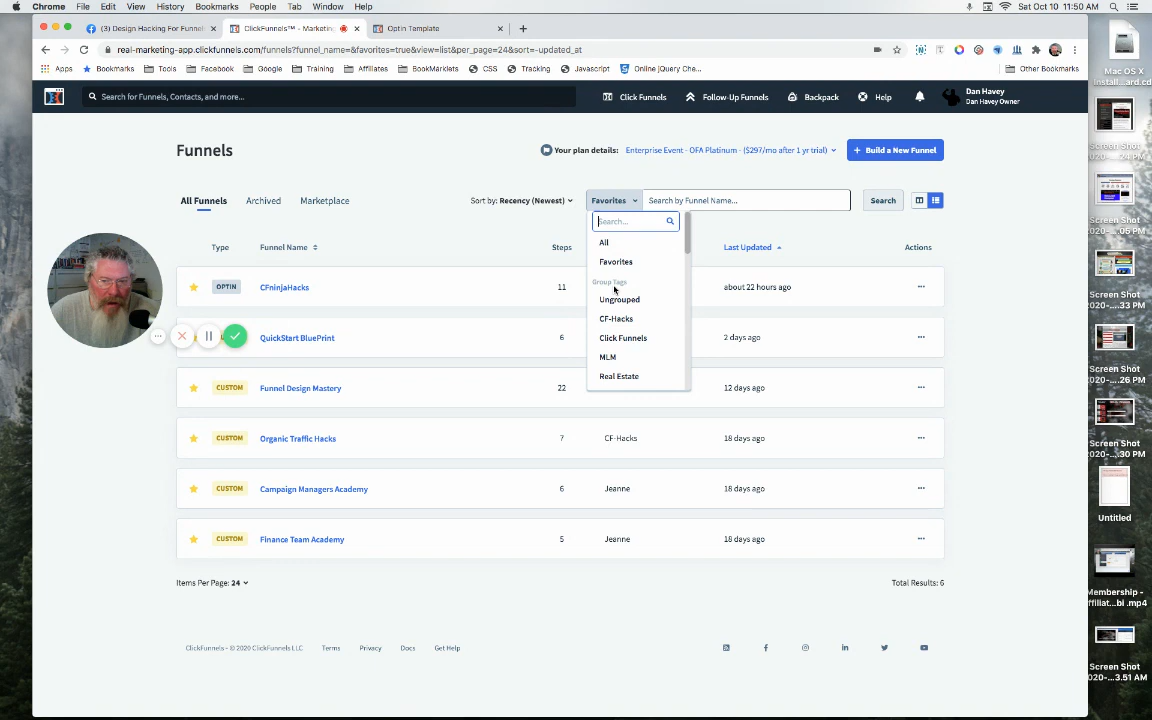 Chrome File Edit View History Bookmarks People Tab Window Help
Sat Oct 10 11:50 AM
(3) Design Hacking For Funnel
ClickFunnels™ - Marketing
Optin Template
real-marketing-app.clickfunnels.com/funnels?funnel_name=&favorites=true&view=list&per_page=24&sort=-updated_at
Apps Bookmarks Tools Facebook Google Training Affiliates BookMarklets CSS Tracking Javascript Online jQuery Che... Other Bookmarks
Search for Funnels, Contacts, and more...
Click Funnels Follow-Up Funnels Backpack Help
Dan Havey
Dan Havey Owner
Funnels
Your plan details: Enterprise Event - OFA Platinum - ($297/mo after 1 yr trial)
+ Build a New Funnel
All Funnels Archived Marketplace
Sort by: Recency (Newest)
Favorites
Search by Funnel Name...
Search
Search...
All
Favorites
Group Tags
Ungrouped
CF-Hacks
Click Funnels
MLM
Real Estate
Type Funnel Name Steps Last Updated Actions
OPTIN CFninjaHacks 11 about 22 hours ago
QuickStart BluePrint 6 2 days ago
CUSTOM Funnel Design Mastery 22 12 days ago
CUSTOM Organic Traffic Hacks 7 CF-Hacks 18 days ago
CUSTOM Campaign Managers Academy 6 Jeanne 18 days ago
CUSTOM Finance Team Academy 5 Jeanne 18 days ago
Items Per Page: 24
Total Results: 6
ClickFunnels - © 2020 ClickFunnels LLC Terms Privacy Docs Get Help
Mac OS X
Install...ard.cd
Screen Shot
2020-...:24 PM
Screen Shot
2020-...:05 PM
Screen Shot
2020-...33 PM
Screen Shot
2020-....26 PM
Screen Shot
2020-...:30 PM
Untitled
Membership -
ffiliat...bi .mp4
Screen Shot
020-...3.51 AM